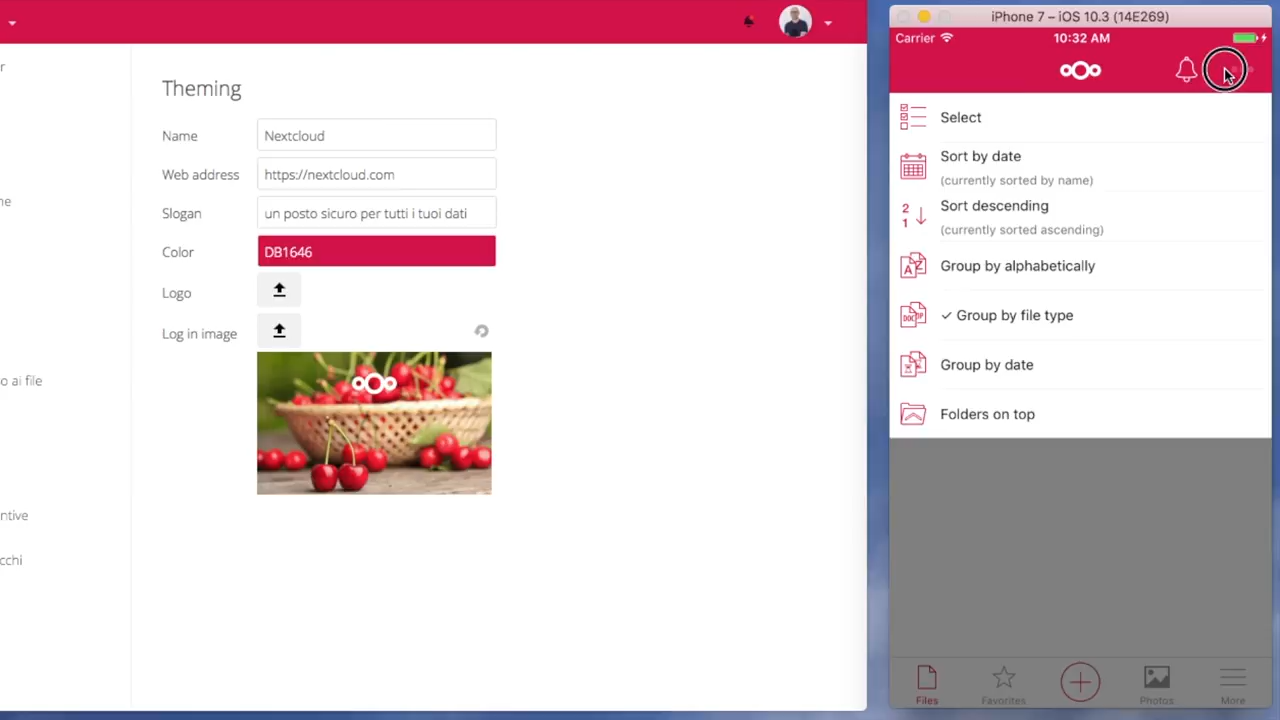 r
ne
o ai file
ntive
cchi
Theming
Name
Nextcloud
Web address
https://nextcloud.com
Slogan
un posto sicuro per tutti i tuoi dati
Color
DB1646
Logo
Log in image
iPhone 7 – iOS 10.3 (14E269)
Carrier
10:32 AM
Select
Sort by date
(currently sorted by name)
2
1
Sort descending
(currently sorted ascending)
A Z
Group by alphabetically
✓ Group by file type
Group by date
Folders on top
Files
Favorites
Photos
More